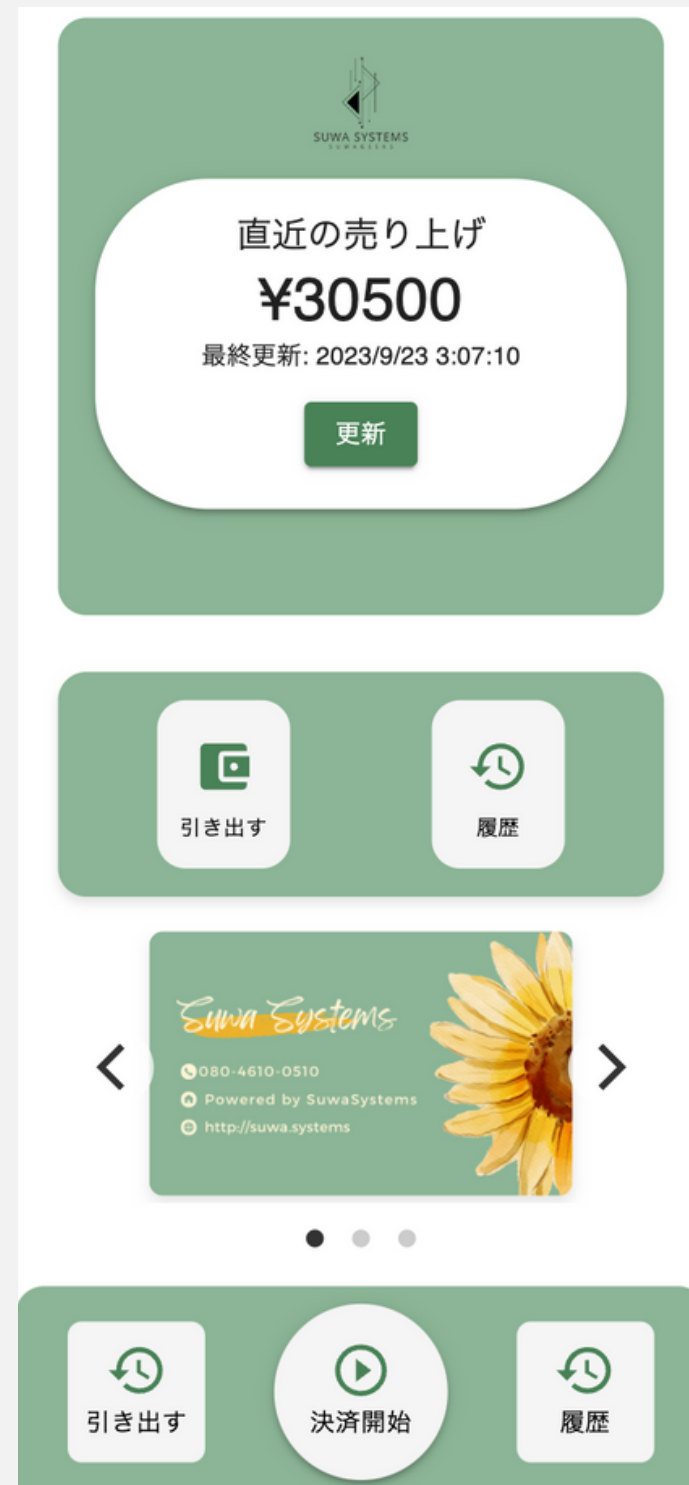 SUWA SYSTEMS
SUWANEERS
直近の売り上げ
¥30500
最終更新: 2023/9/23 3:07:10
更新
引き出す
履歴
Suwa Systems
080-4610-0510
Powered by SuwaSystems
http://suwa.systems
引き出す
決済開始
履歴